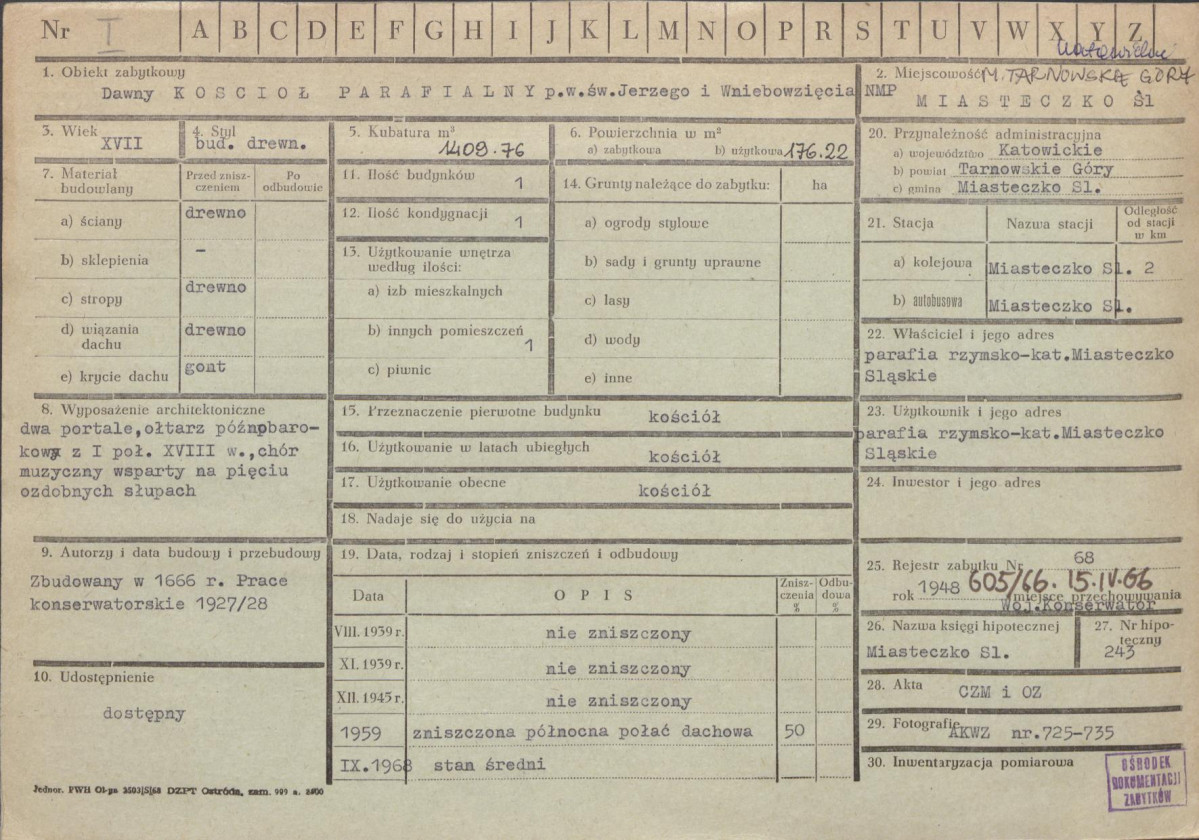 Nr I A B C D E F G H I J K L M N O P R S T U V W X Y Z
1. Obiekt zabytkowy
Dawny KOSCIOŁ PARAFIALNY p.w.św.Jerzego i Wniebowzięcia NMP
2. Miejscowość M. TARNOWSKIE GÓRY
MIASTECZKO Śl
3. Wiek
XVII
4. Styl
bud. drewn.
5. Kubatura m³
1409.76
6. Powierzchnia w m²
a) zabytkowa b) użytkowa 176.22
7. Materiał budowlany
Przed zniszczeniem
Po odbudowie
a) ściany drewno
b) sklepienia –
c) stropy drewno
d) wiązania dachu drewno
e) krycie dachu gont
8. Wyposażenie architektoniczne
dwa portale,ołtarz późnobaro-
kowy z I poł. XVIII w.,chór
muzyczny wsparty na pięciu
ozdobnych słupach
9. Autorzy i data budowy i przebudowy
Zbudowany w 1666 r. Prace
konserwatorskie 1927/28
10. Udostępnienie
dostępny
11. Ilość budynków 1
12. Ilość kondygnacji 1
13. Użytkowanie wnętrza
według ilości:
a) izb mieszkalnych
b) innych pomieszczeń
1
c) piwnic
14. Grunty należące do zabytku: ha
a) ogrody stylowe
b) sady i grunty uprawne
c) lasy
d) wody
e) inne
15. Przeznaczenie pierwotne budynku kościół
16. Użytkowanie w latach ubiegłych kościół
17. Użytkowanie obecne kościół
18. Nadaje się do użycia na
19. Data, rodzaj i stopień zniszczeń i odbudowy
Data OPIS Zniszczenia % Odbudowa %
VIII. 1939 r. nie zniszczony
XI. 1939 r. nie zniszczony
XII. 1945 r. nie zniszczony
1959 zniszczona północna połać dachowa 50
IX.1968 stan średni
20. Przynależność administracyjna
a) województwo Katowickie
b) powiat Tarnowskie Góry
c) gmina Miasteczko Sl.
21. Stacja Nazwa stacji Odległość od stacji w km
a) kolejowa Miasteczko Sl. 2
b) autobusowa Miasteczko Sl.
22. Właściciel i jego adres
parafia rzymsko-kat.Miasteczko
Sląskie
23. Użytkownik i jego adres
parafia rzymsko-kat.Miasteczko
Sląskie
24. Inwestor i jego adres
25. Rejestr zabytku Nr 68
rok 1948 605/66. 15.IV.66
miejsce przechowywania
Woj.Konserwator
26. Nazwa księgi hipotecznej
Miasteczko Sl.
27. Nr hipo-
teczny
243
28. Akta CZM i OZ
29. Fotografie AKWZ nr.725-735
30. Inwentaryzacja pomiarowa
OŚRODEK
DOKUMENTACJI
ZABYTKÓW